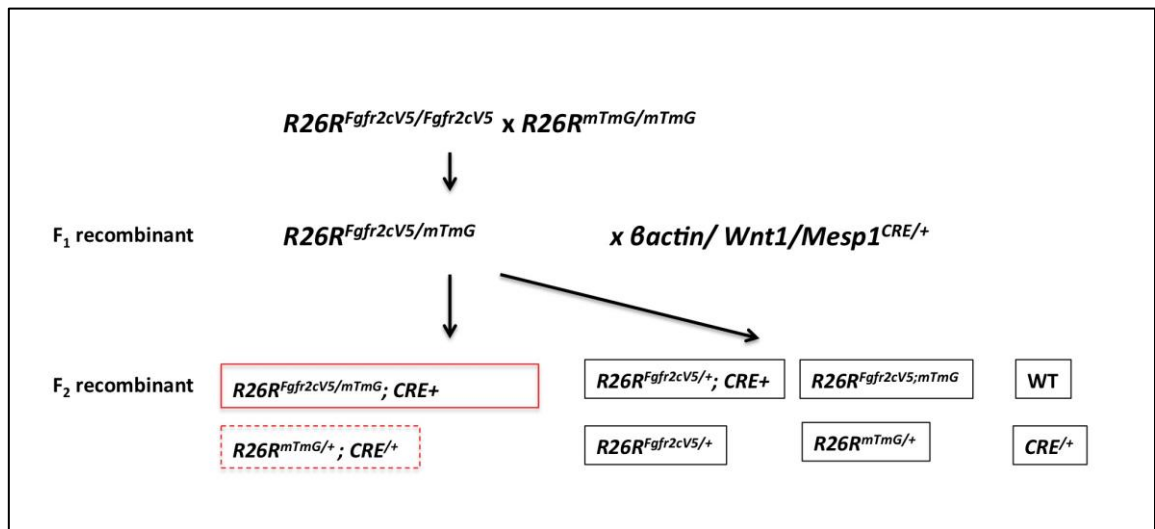 R26R^Fgfr2cV5/Fgfr2cV5 x R26R^mTmG/mTmG
F₁ recombinant R26R^Fgfr2cV5/mTmG x βactin/ Wnt1/Mesp1^CRE/+
F₂ recombinant R26R^Fgfr2cV5/mTmG; CRE+ R26R^Fgfr2cV5/+; CRE+ R26R^Fgfr2cV5;mTmG WT
R26R^mTmG/+ ; CRE^/+ R26R^Fgfr2cV5/+ R26R^mTmG/+ CRE^/+